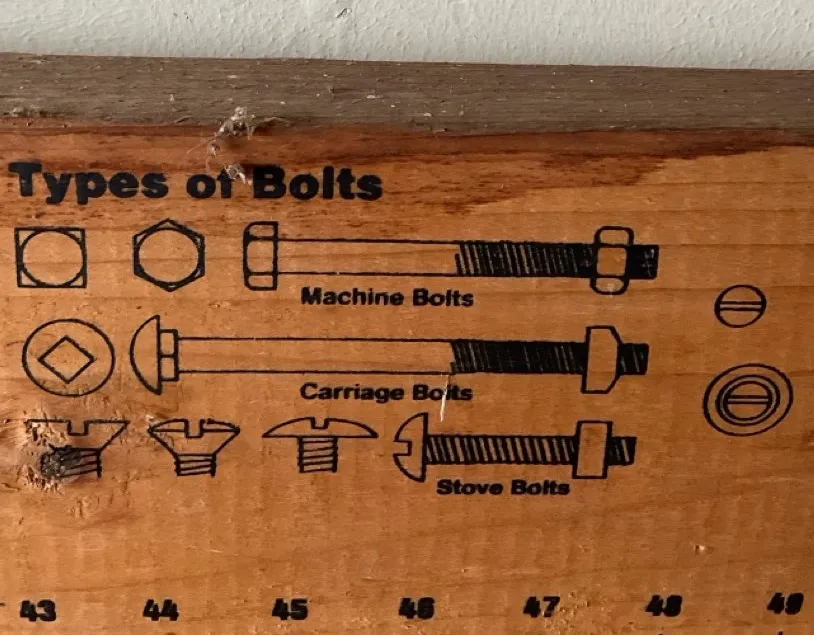 Types of Bolts
Machine Bolts
Carriage Bolts
Stove Bolts
43 44 45 46 47 48 49